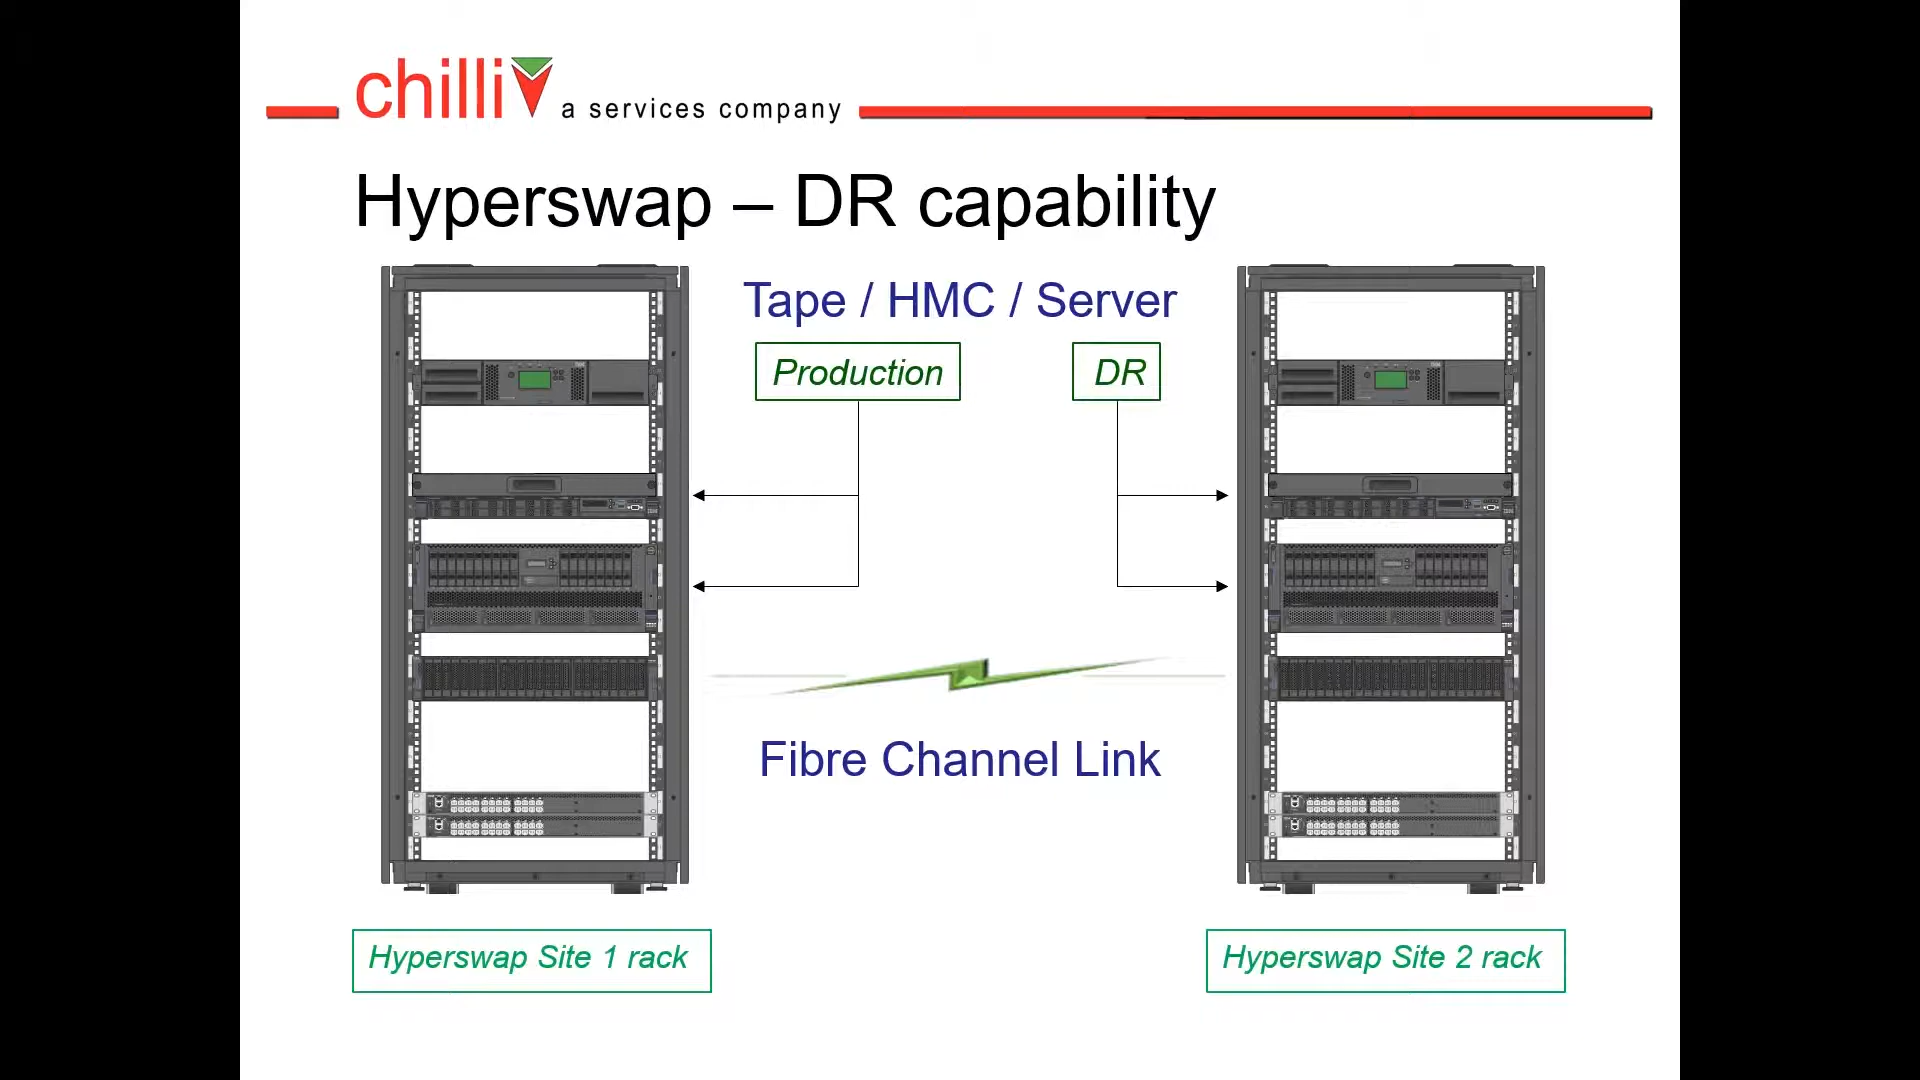 chilli
a services company
Hyperswap – DR capability
Tape / HMC / Server
Production
DR
Fibre Channel Link
Hyperswap Site 1 rack
Hyperswap Site 2 rack